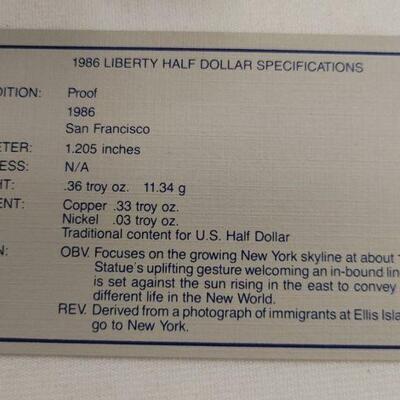 1986 LIBERTY HALF DOLLAR SPECIFICATIONS
DITION: Proof
1986
San Francisco
ETER: 1.205 inches
ESS: N/A
HT: .36 troy oz. 11.34 g
ENT: Copper .33 troy oz.
Nickel .03 troy oz.
Traditional content for U.S. Half Dollar
N: OBV. Focuses on the growing New York skyline at about 1
Statue's uplifting gesture welcoming an in-bound lin
is set against the sun rising in the east to convey
different life in the New World.
REV. Derived from a photograph of immigrants at Ellis Isla
go to New York.